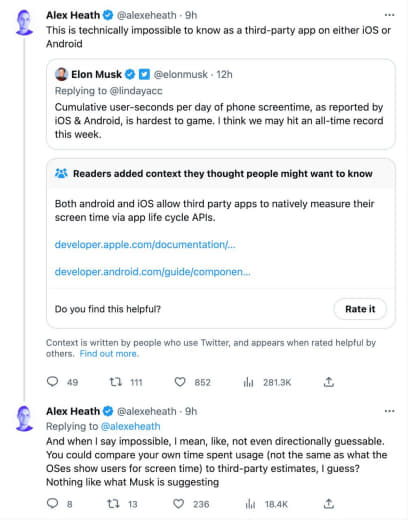 Alex Heath @alexeheath · 9h
This is technically impossible to know as a third-party app on either iOS or
Android
Elon Musk @elonmusk · 12h
Replying to @lindayacc
Cumulative user-seconds per day of phone screentime, as reported by
iOS & Android, is hardest to game. I think we may hit an all-time record
this week.
Readers added context they thought people might want to know
Both android and iOS allow third party apps to natively measure their
screen time via app life cycle APIs.
developer.apple.com/documentation/...
developer.android.com/guide/componen...
Do you find this helpful? Rate it
Context is written by people who use Twitter, and appears when rated helpful by
others. Find out more.
49 111 852 281.3K
Alex Heath @alexeheath · 9h
Replying to @alexeheath
And when I say impossible, I mean, like, not even directionally guessable.
You could compare your own time spent usage (not the same as what the
OSes show users for screen time) to third-party estimates, I guess?
Nothing like what Musk is suggesting
8 13 236 18.4K